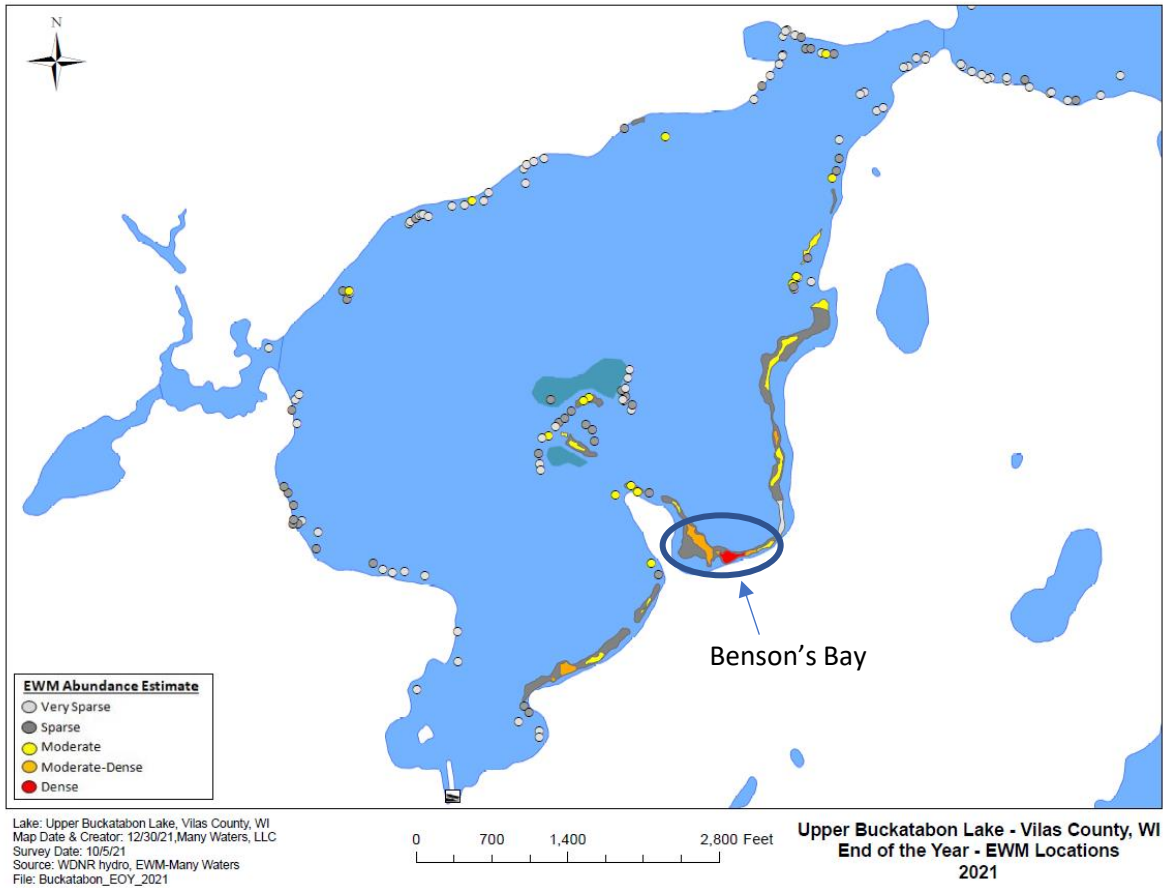 N
Benson's Bay
EWM Abundance Estimate
Very Sparse
Sparse
Moderate
Moderate-Dense
Dense
Lake: Upper Buckatabon Lake, Vilas County, WI
Map Date & Creator: 12/30/21,Many Waters, LLC
Survey Date: 10/5/21
Source: WDNR hydro, EWM-Many Waters
File: Buckatabon_EOY_2021
0 700 1,400 2,800 Feet
Upper Buckatabon Lake - Vilas County, WI
End of the Year - EWM Locations
2021